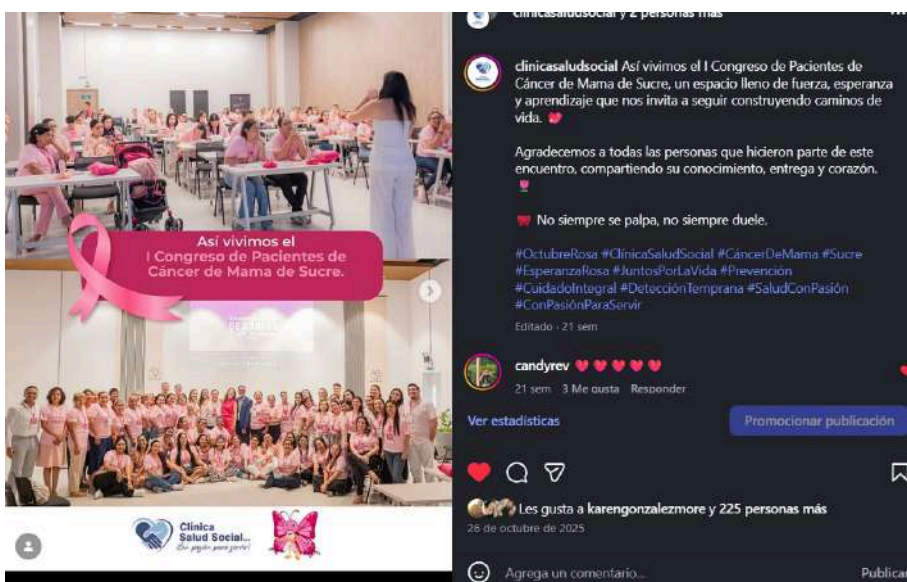 clinicasaludsocial y 2 personas más
clinicasaludsocial Así vivimos el I Congreso de Pacientes de
Cáncer de Mama de Sucre, un espacio lleno de fuerza, esperanza
y aprendizaje que nos invita a seguir construyendo caminos de
vida. 💗
Agradecemos a todas las personas que hicieron parte de este
encuentro, compartiendo su conocimiento, entrega y corazón.
🌷
🎀 No siempre se palpa, no siempre duele.
#OctubreRosa #ClínicaSaludSocial #CáncerDeMama #Sucre
#EsperanzaRosa #JuntosPorLaVida #Prevención
#CuidadoIntegral #DetecciónTemprana #SaludConPasión
#ConPasiónParaServir
Editado · 21 sem
candyrev 💗💗💗💗💗
21 sem 3 Me gusta Responder
Ver estadísticas
Promocionar publicación
Les gusta a karengonzalezmore y 225 personas más
26 de octubre de 2025
Agrega un comentario...
Publicar
Así vivimos el
I Congreso de Pacientes de
Cáncer de Mama de Sucre.
Clínica
Salud Social...
Con pasión para servir!